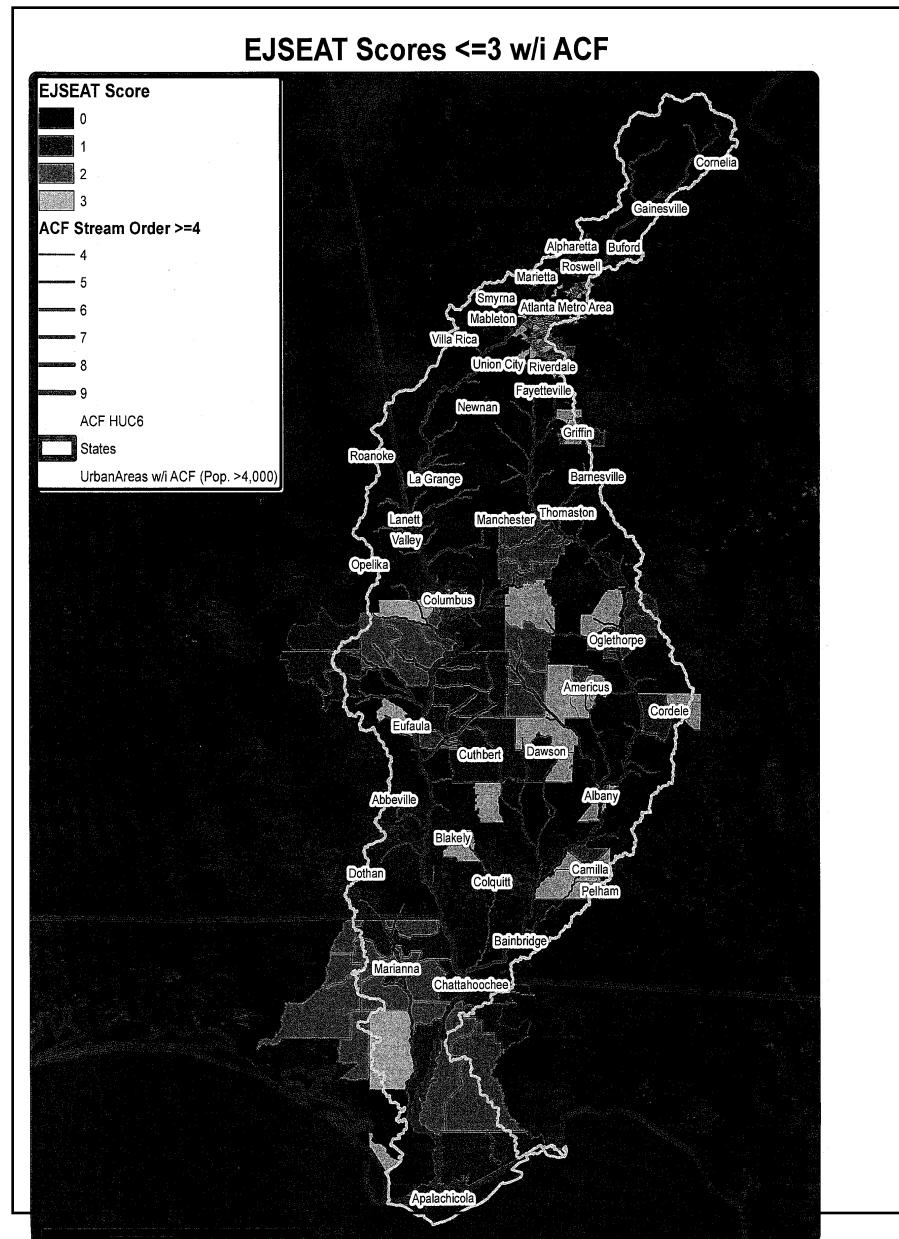 EJSEAT Scores <=3 w/i ACF
EJSEAT Score
0
1
2
3
ACF Stream Order >=4
4
5
6
7
8
9
ACF HUC6
States
UrbanAreas w/i ACF (Pop. >4,000)
Cornelia
Gainesville
Alpharetta
Buford
Roswell
Marietta
Smyrna
Atlanta Metro Area
Mableton
Villa Rica
Union City
Riverdale
Fayetteville
Newnan
Griffin
Roanoke
La Grange
Barnesville
Lanett
Manchester
Thomaston
Valley
Opelika
Columbus
Oglethorpe
Americus
Cordele
Eufaula
Cuthbert
Dawson
Abbeville
Albany
Blakely
Dothan
Colquitt
Camilla
Pelham
Bainbridge
Marianna
Chattahoochee
Apalachicola